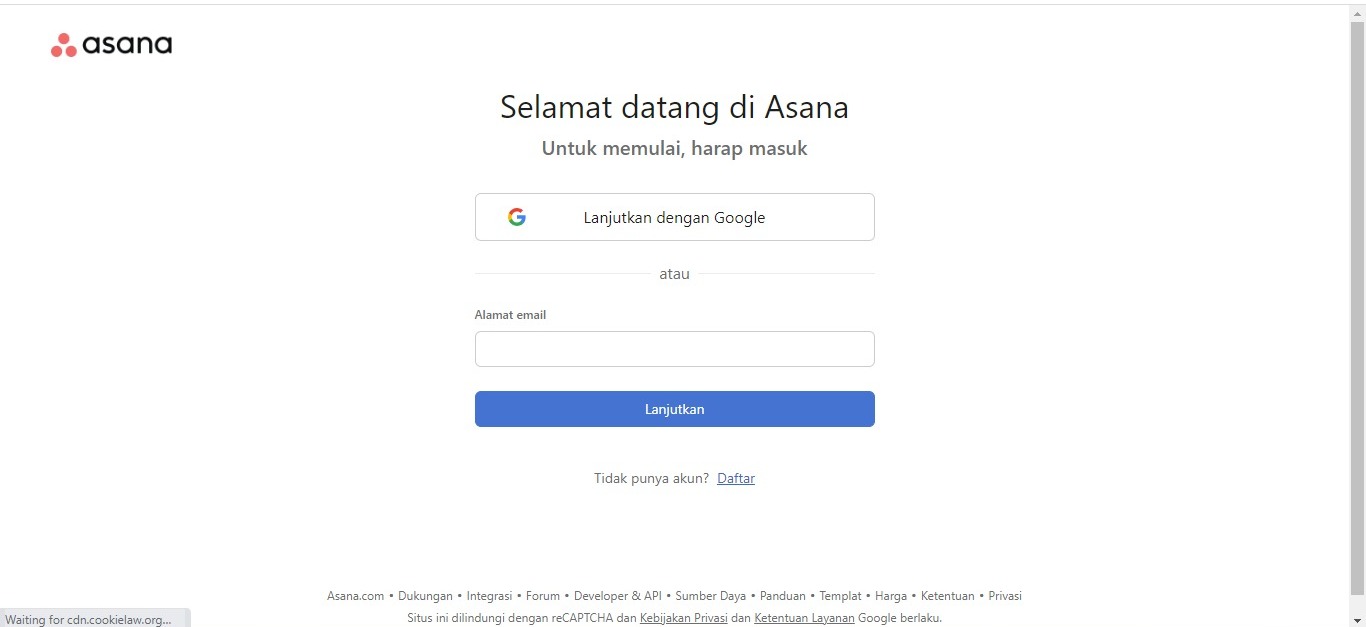 asana
Selamat datang di Asana
Untuk memulai, harap masuk
Lanjutkan dengan Google
atau
Alamat email
Lanjutkan
Tidak punya akun? Daftar
Asana.com • Dukungan • Integrasi • Forum • Developer & API • Sumber Daya • Panduan • Templat • Harga • Ketentuan • Privasi
Situs ini dilindungi dengan reCAPTCHA dan Kebijakan Privasi dan Ketentuan Layanan Google berlaku.
Waiting for cdn.cookielaw.org...